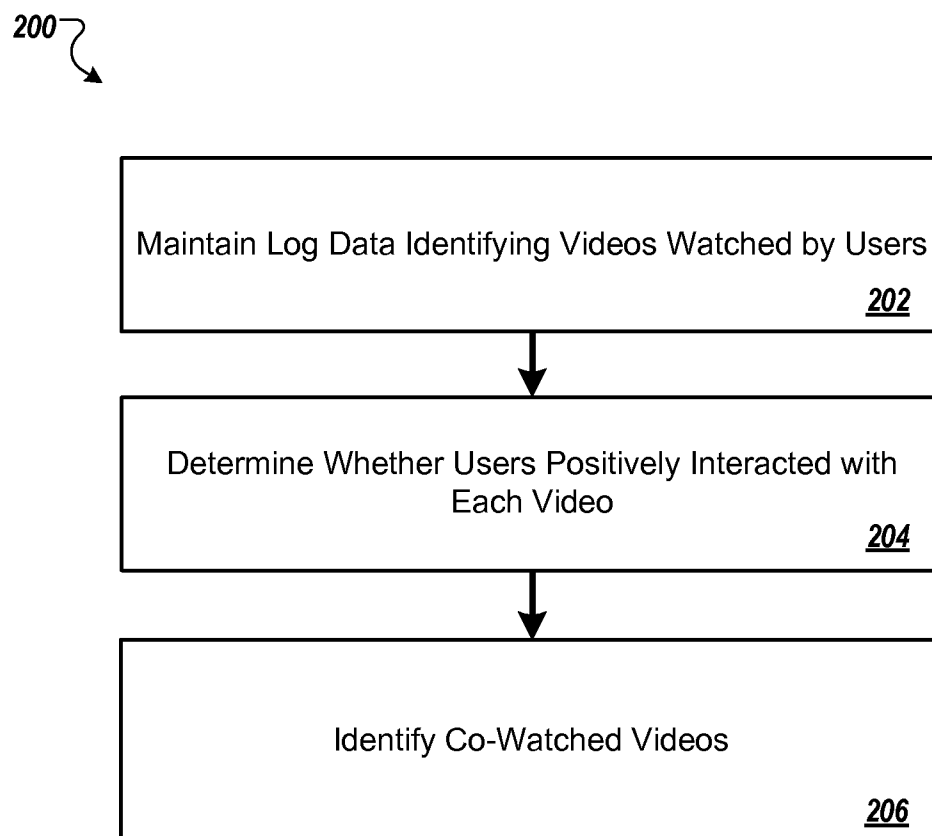 200
Maintain Log Data Identifying Videos Watched by Users
202
Determine Whether Users Positively Interacted with
Each Video
204
Identify Co-Watched Videos
206